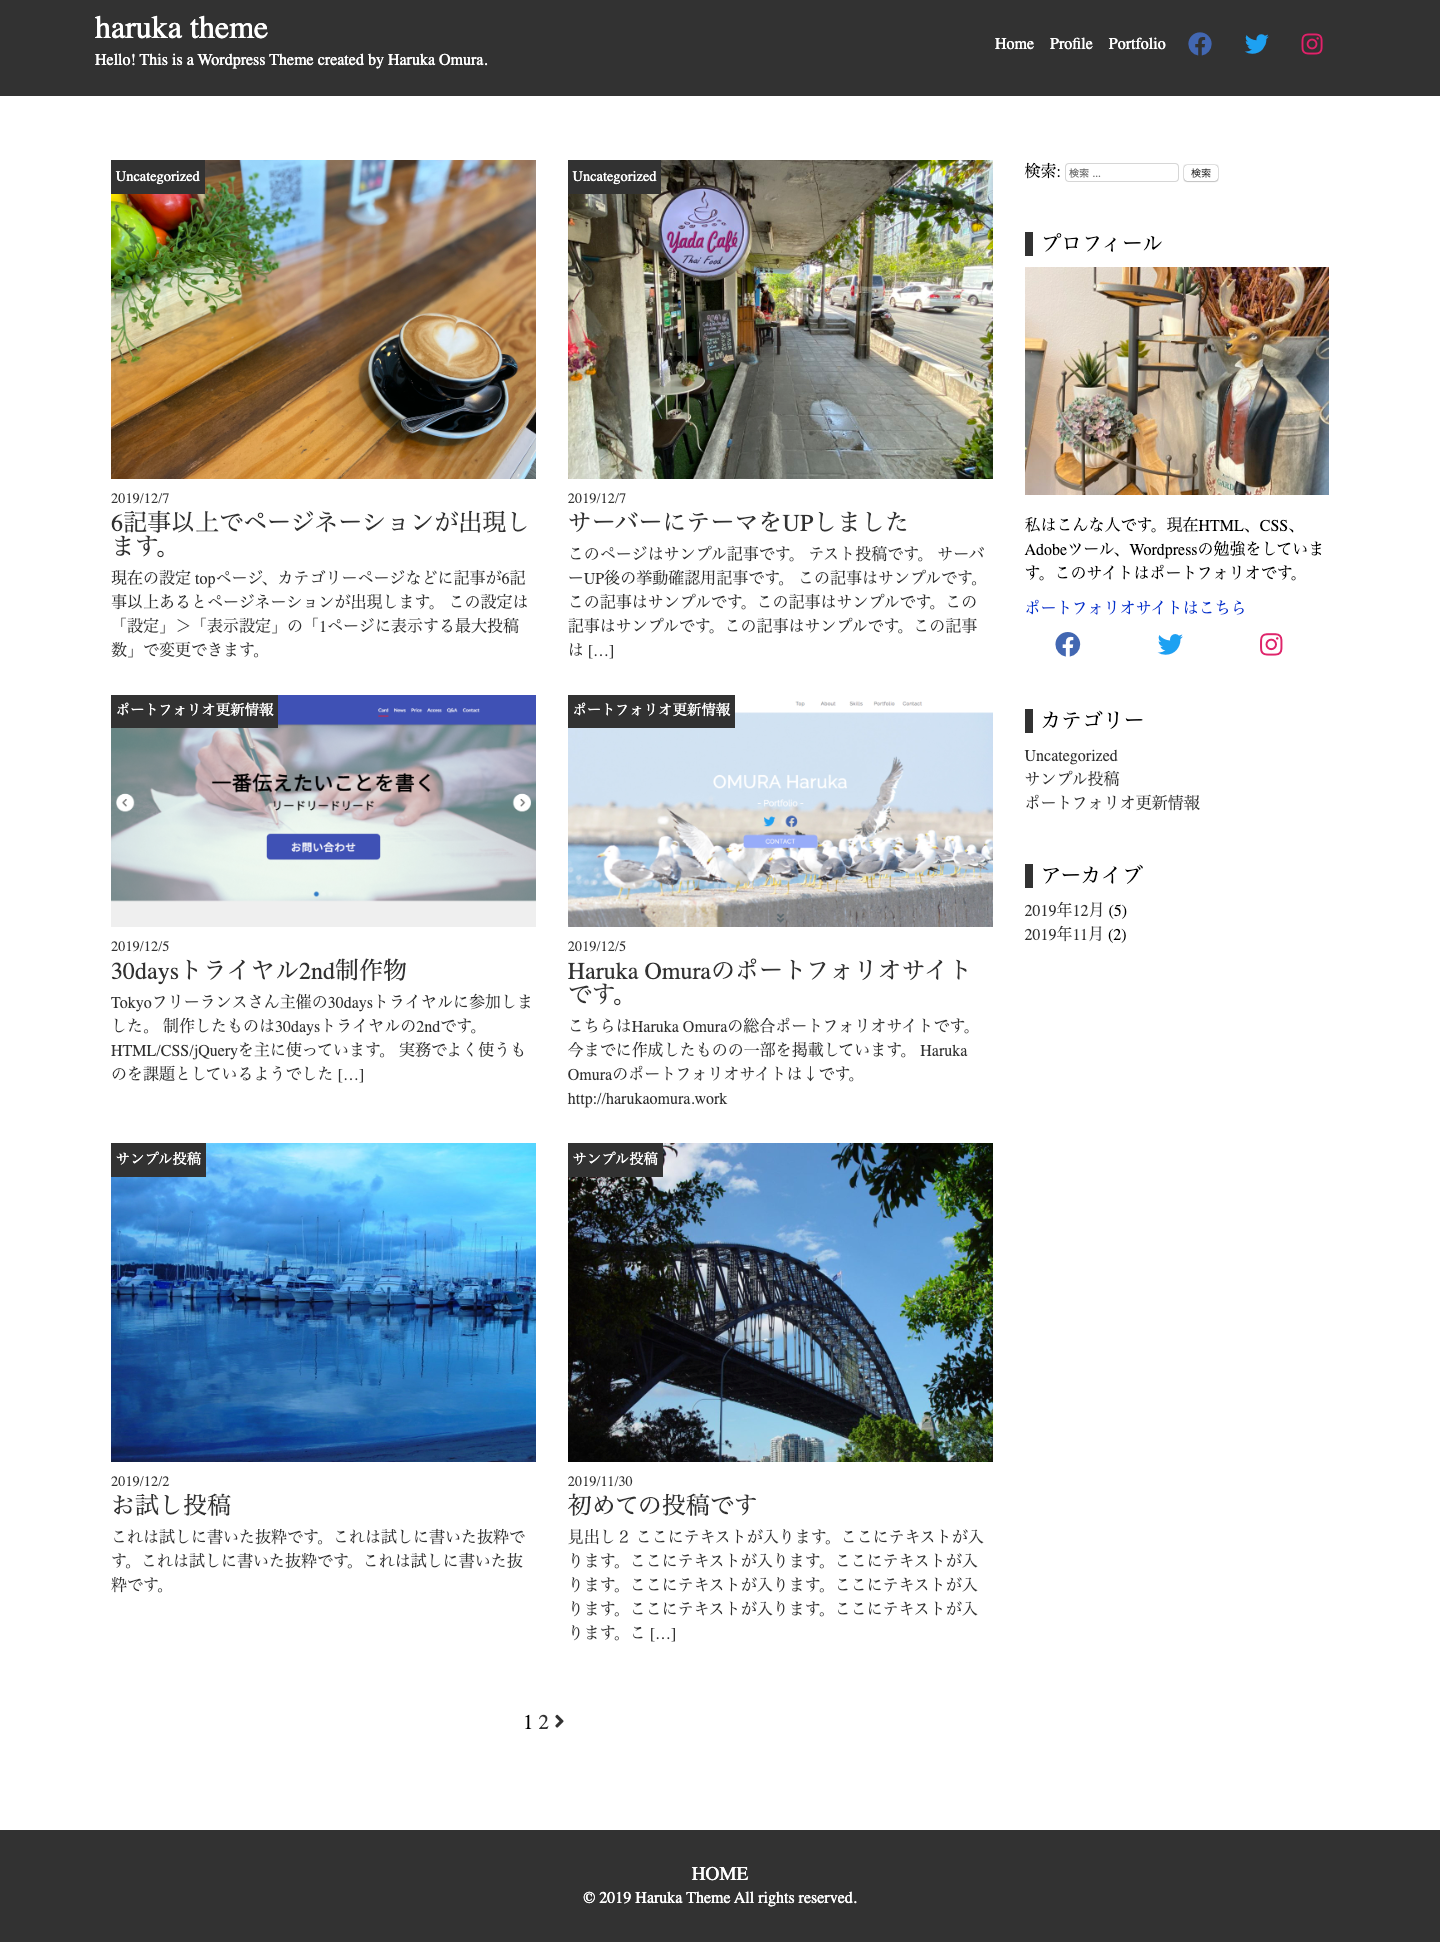 haruka theme
Hello! This is a Wordpress Theme created by Haruka Omura.
Home Profile Portfolio
Uncategorized
Yada Café
Thai Food
2019/12/7
6記事以上でページネーションが出現し
ます。
現在の設定 topページ、カテゴリーページなどに記事が6記
事以上あるとページネーションが出現します。 この設定は
「設定」＞「表示設定」の「1ページに表示する最大投稿
数」で変更できます。
Uncategorized
2019/12/7
サーバーにテーマをUPしました
このページはサンプル記事です。 テスト投稿です。 サーバ
ーUP後の挙動確認用記事です。 この記事はサンプルです。
この記事はサンプルです。この記事はサンプルです。この
記事はサンプルです。この記事はサンプルです。この記事
は […]
ポートフォリオ更新情報
Card News Price Access Q&A Contact
一番伝えたいことを書く
リードリードリード
お問い合わせ
2019/12/5
30daysトライヤル2nd制作物
Tokyoフリーランスさん主催の30daysトライヤルに参加しま
した。 制作したものは30daysトライヤルの2ndです。
HTML/CSS/jQueryを主に使っています。 実務でよく使うも
のを課題としているようでした […]
ポートフォリオ更新情報
Top About Skills Portfolio Contact
OMURA Haruka
- Portfolio -
CONTACT
2019/12/5
Haruka Omuraのポートフォリオサイト
です。
こちらはHaruka Omuraの総合ポートフォリオサイトです。
今までに作成したものの一部を掲載しています。 Haruka
Omuraのポートフォリオサイトは↓です。
http://harukaomura.work
サンプル投稿
2019/12/2
お試し投稿
これは試しに書いた抜粋です。これは試しに書いた抜粋で
す。これは試しに書いた抜粋です。これは試しに書いた抜
粋です。
サンプル投稿
2019/11/30
初めての投稿です
見出し２ ここにテキストが入ります。ここにテキストが入
ります。ここにテキストが入ります。ここにテキストが入
ります。ここにテキストが入ります。ここにテキストが入
ります。ここにテキストが入ります。ここにテキストが入
ります。こ […]
1 2
検索: 検索 … 検索
プロフィール
私はこんな人です。現在HTML、CSS、
Adobeツール、Wordpressの勉強をしていま
す。このサイトはポートフォリオです。
ポートフォリオサイトはこちら
カテゴリー
Uncategorized
サンプル投稿
ポートフォリオ更新情報
アーカイブ
2019年12月 (5)
2019年11月 (2)
HOME
© 2019 Haruka Theme All rights reserved.